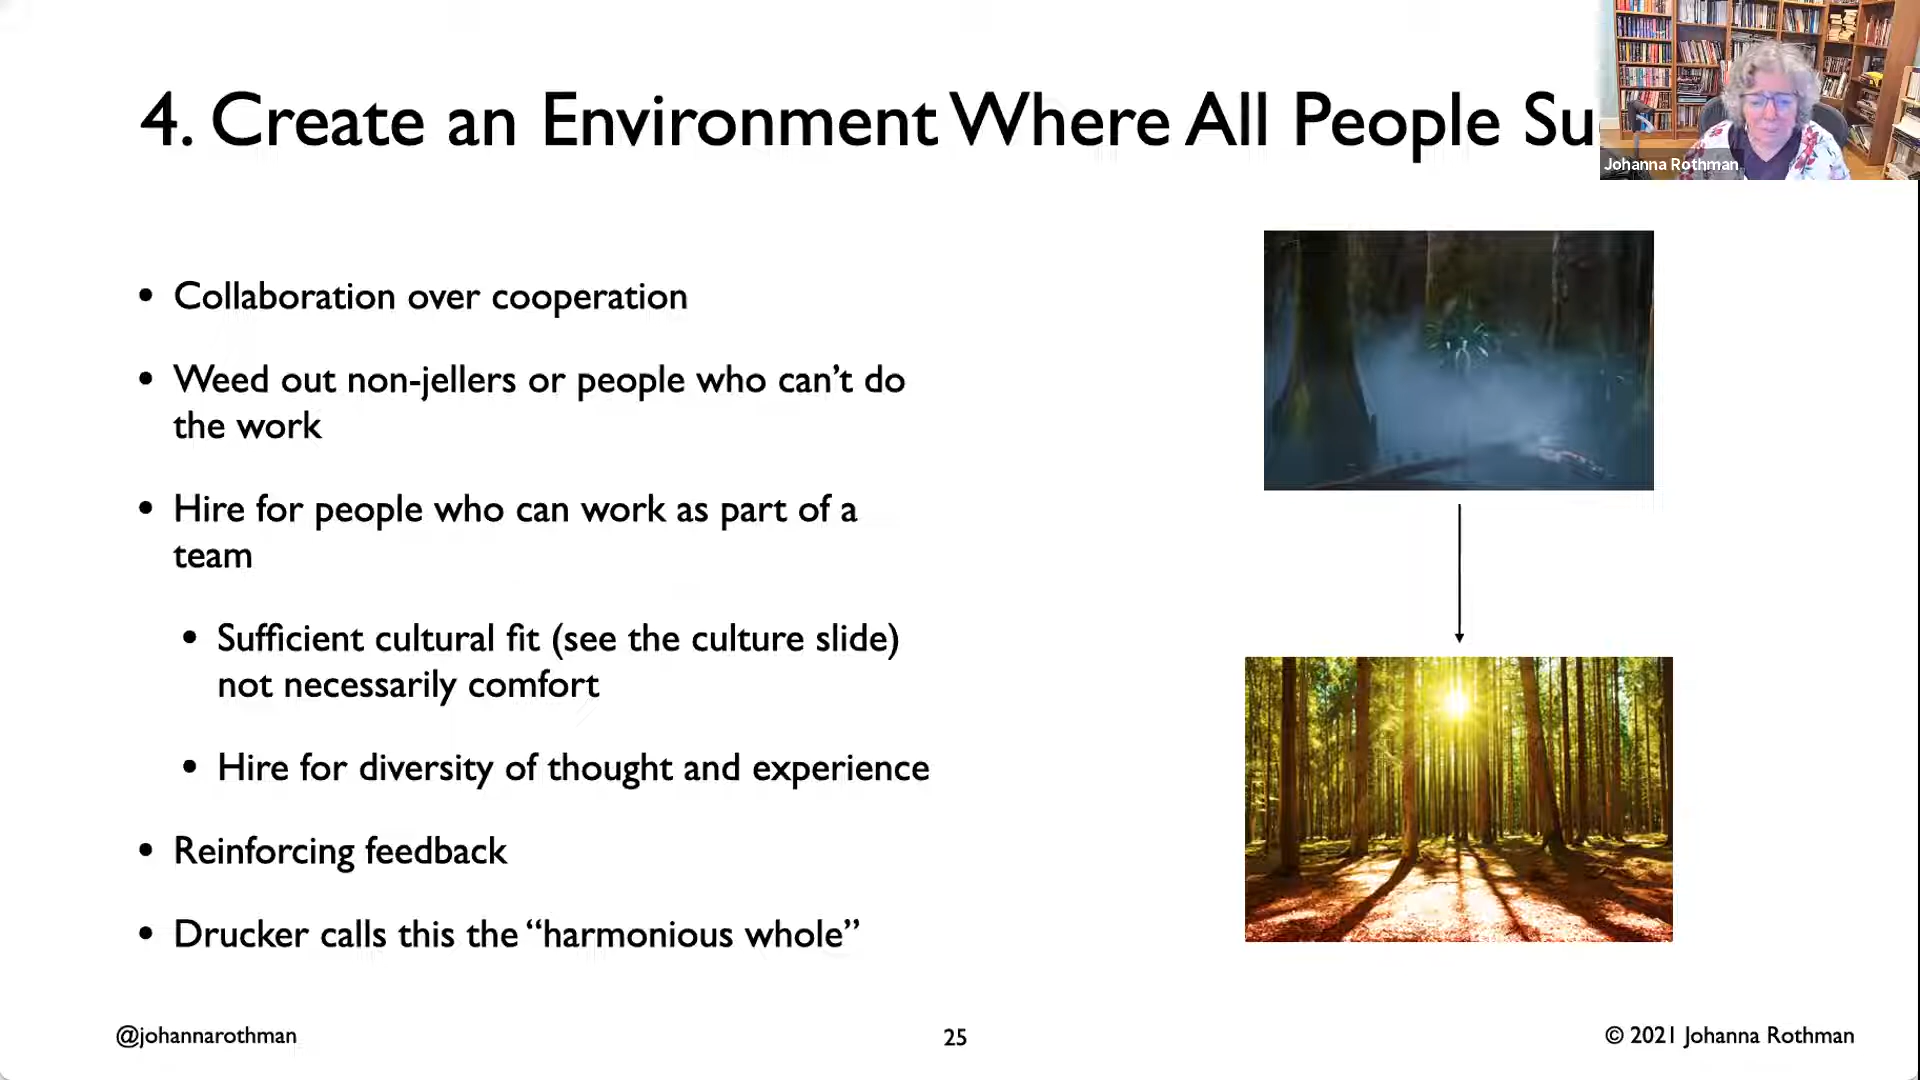 4. Create an Environment Where All People Su
Johanna Rothman
• Collaboration over cooperation
• Weed out non-jellers or people who can’t do
the work
• Hire for people who can work as part of a
team
• Sufficient cultural fit (see the culture slide)
not necessarily comfort
• Hire for diversity of thought and experience
• Reinforcing feedback
• Drucker calls this the “harmonious whole”
@johannarothman
25
© 2021 Johanna Rothman